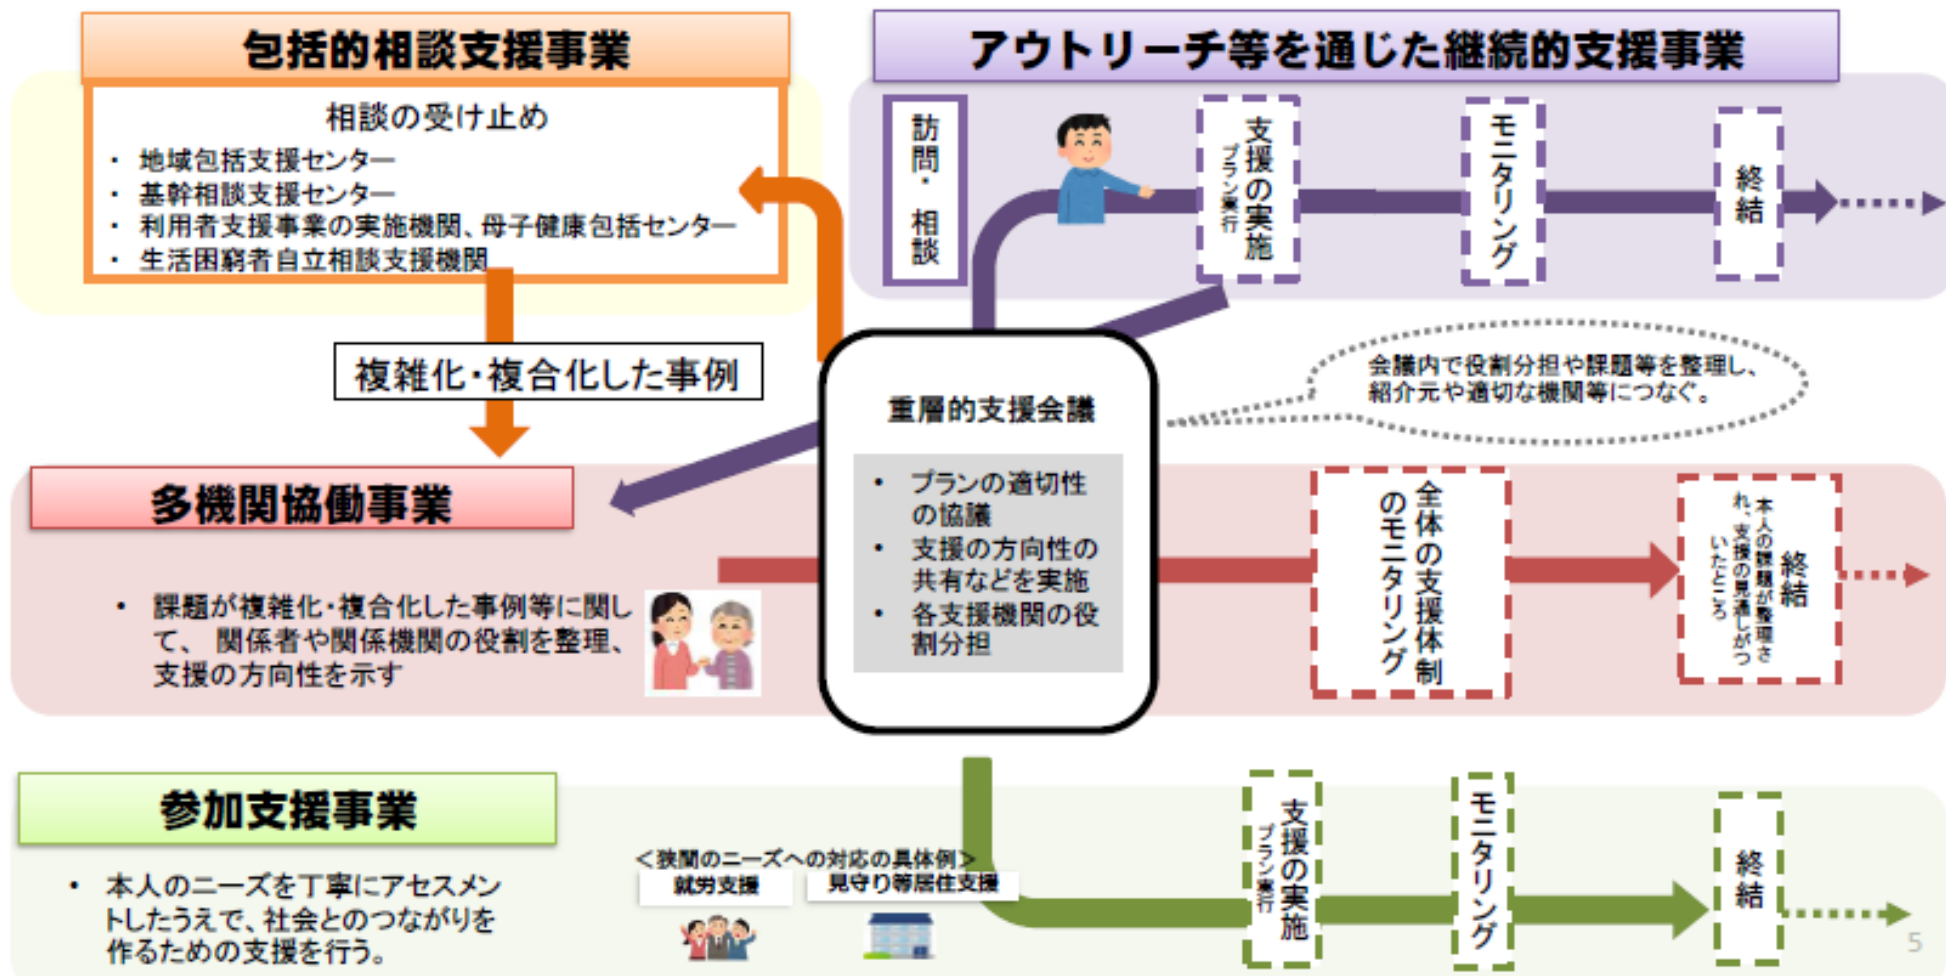 包括的相談支援事業
相談の受け止め
・ 地域包括支援センター
・ 基幹相談支援センター
・ 利用者支援事業の実施機関、母子健康包括センター
・ 生活困窮者自立相談支援機関
複雑化・複合化した事例
アウトリーチ等を通じた継続的支援事業
訪問・相談
支援の実施
プラン実行
モニタリング
終結
会議内で役割分担や課題等を整理し、
紹介元や適切な機関等につなぐ。
重層的支援会議
• プランの適切性
の協議
• 支援の方向性の
共有などを実施
• 各支援機関の役
割分担
多機関協働事業
• 課題が複雑化・複合化した事例等に関し
て、 関係者や関係機関の役割を整理、
支援の方向性を示す
全体の支援体制
のモニタリング
終結
本人の課題が整理さ
れ、支援の見通しがつ
いたところ
参加支援事業
• 本人のニーズを丁寧にアセスメン
トしたうえで、社会とのつながりを
作るための支援を行う。
＜狭間のニーズへの対応の具体例＞
就労支援
見守り等居住支援
支援の実施
プラン実行
モニタリング
終結
5